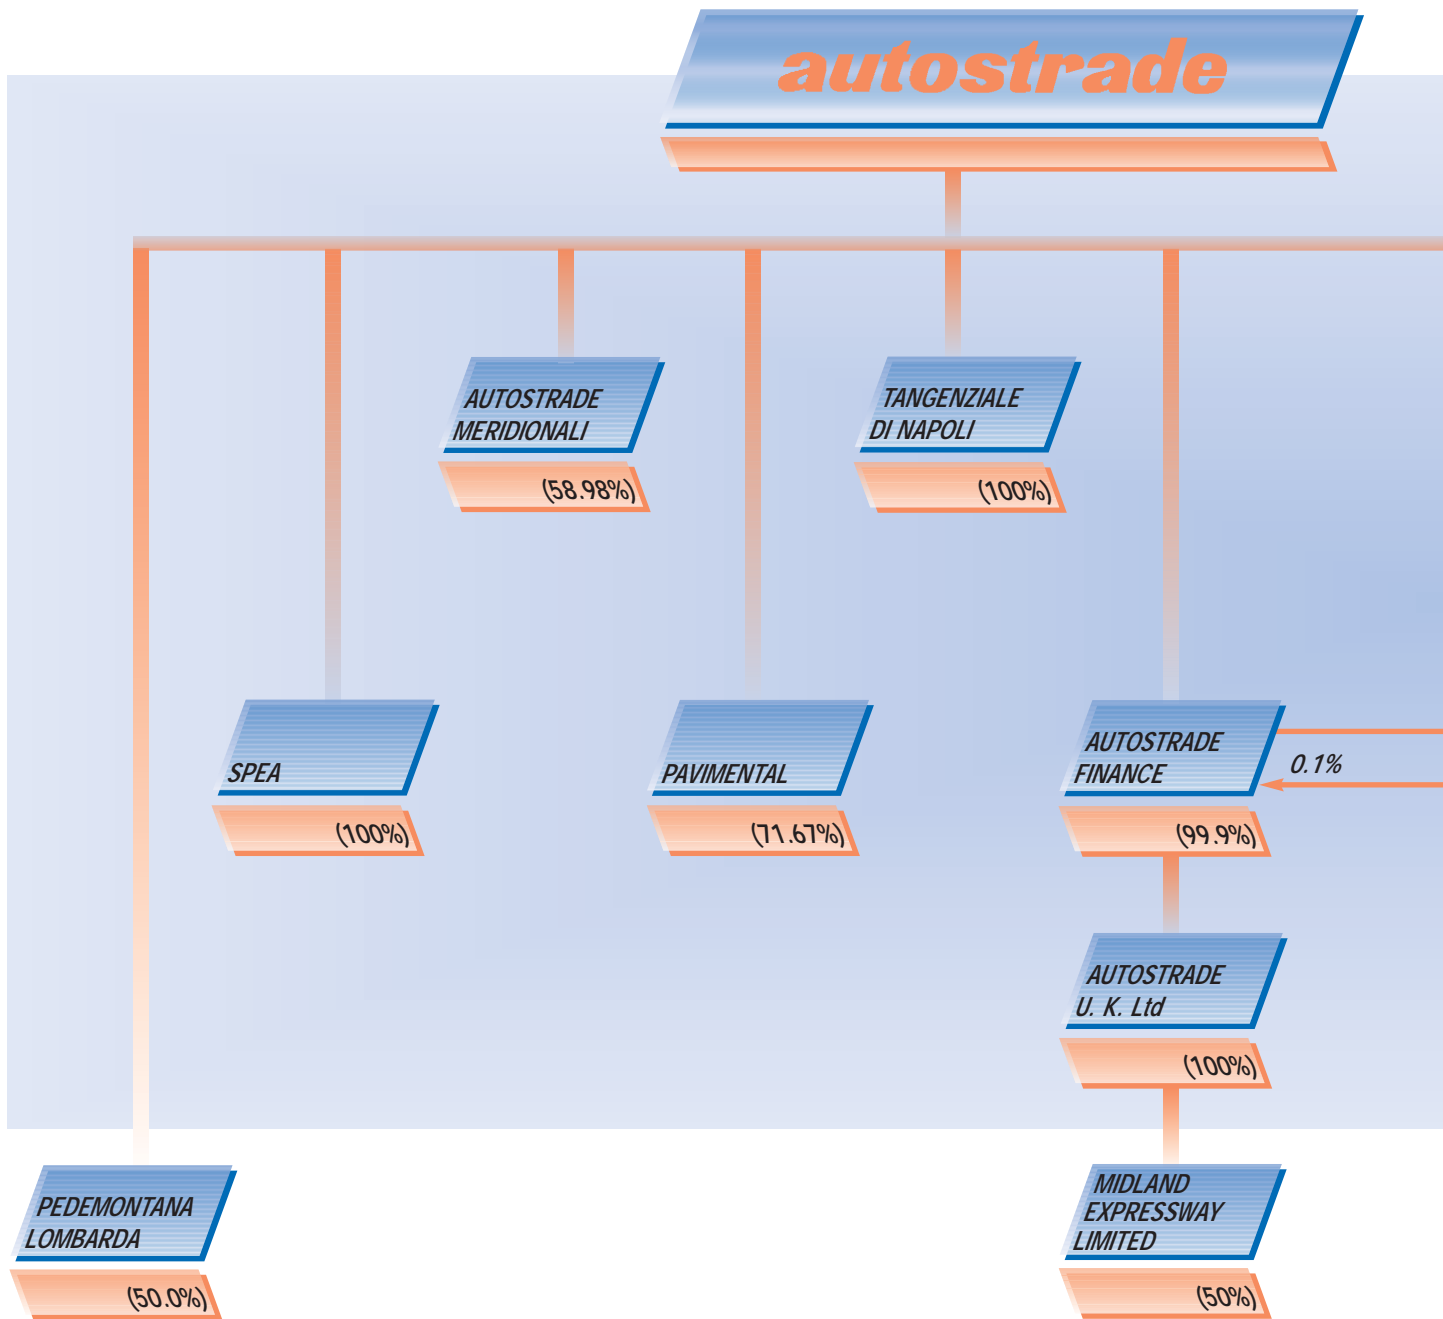 autostrade
AUTOSTRADE
MERIDIONALI
(58.98%)
TANGENZIALE
DI NAPOLI
(100%)
SPEA
(100%)
PAVIMENTAL
(71.67%)
AUTOSTRADE
FINANCE
(99.9%)
0.1%
AUTOSTRADE
U. K. Ltd
(100%)
PEDEMONTANA
LOMBARDA
(50.0%)
MIDLAND
EXPRESSWAY
LIMITED
(50%)